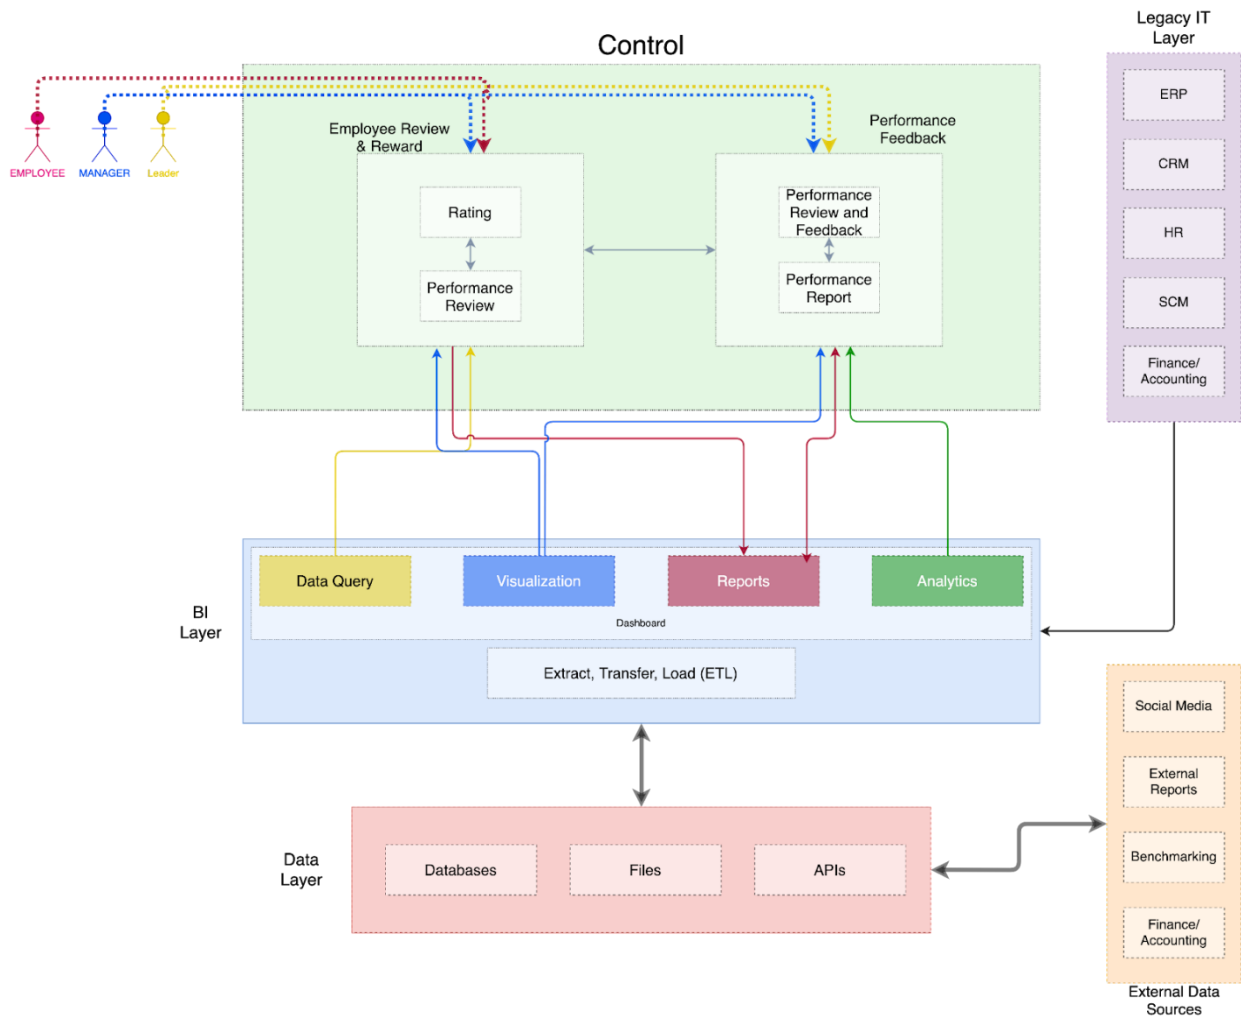 Control
Legacy IT
Layer
EMPLOYEE
MANAGER
Leader
Employee Review
& Reward
Performance
Feedback
Rating
Performance
Review
Performance
Review and
Feedback
Performance
Report
ERP
CRM
HR
SCM
Finance/
Accounting
BI
Layer
Data Query
Visualization
Reports
Analytics
Dashboard
Extract, Transfer, Load (ETL)
Data
Layer
Databases
Files
APIs
Social Media
External
Reports
Benchmarking
Finance/
Accounting
External Data
Sources